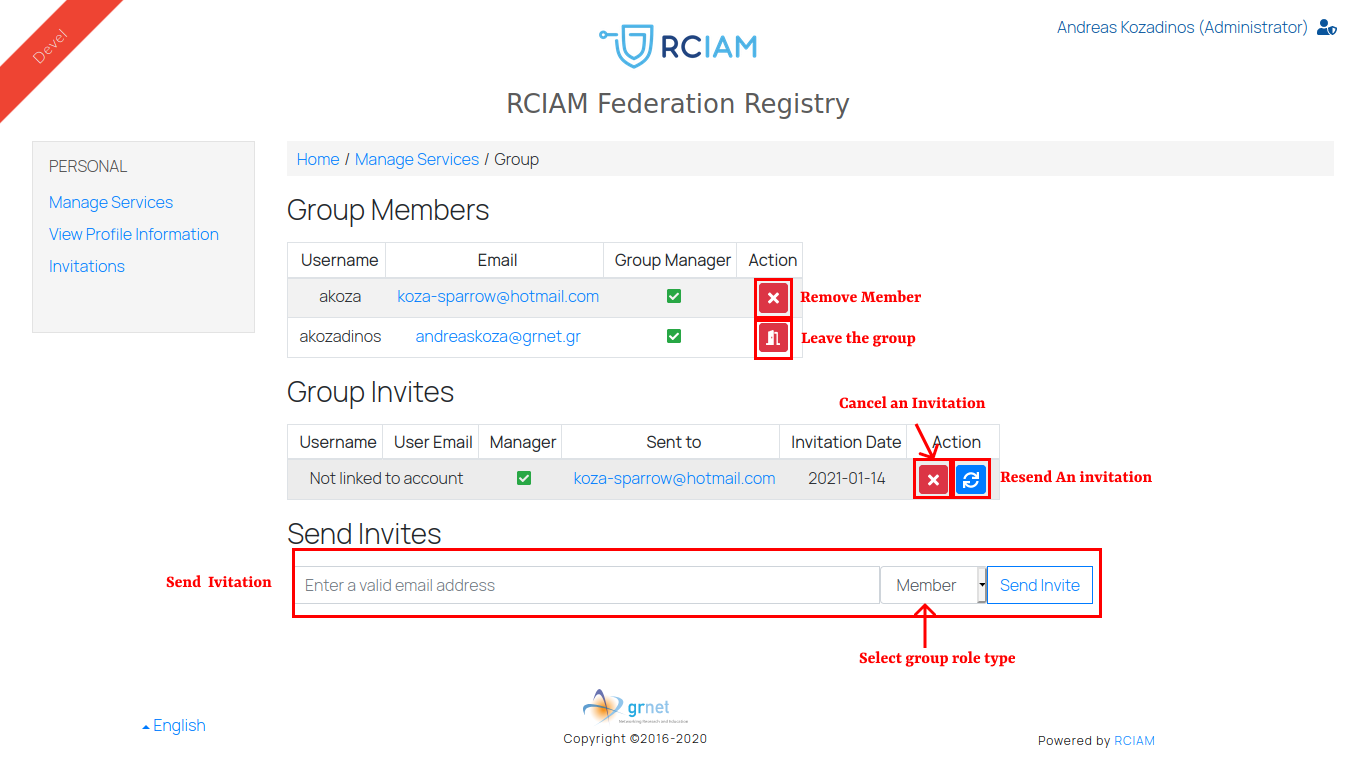 Devel
Andreas Kozadinos (Administrator)
RCIAM
RCIAM Federation Registry
PERSONAL
Manage Services
View Profile Information
Invitations
Home / Manage Services / Group
Group Members
Username Email Group Manager Action
akoza koza-sparrow@hotmail.com Remove Member
akozadinos andreaskoza@grnet.gr Leave the group
Group Invites
Cancel an Invitation
Username User Email Manager Sent to Invitation Date Action
Not linked to account koza-sparrow@hotmail.com 2021-01-14 Resend An invitation
Send Invites
Send Ivitation Enter a valid email address Member Send Invite
Select group role type
grnet
Networking Research and Education
English
Copyright ©2016-2020
Powered by RCIAM